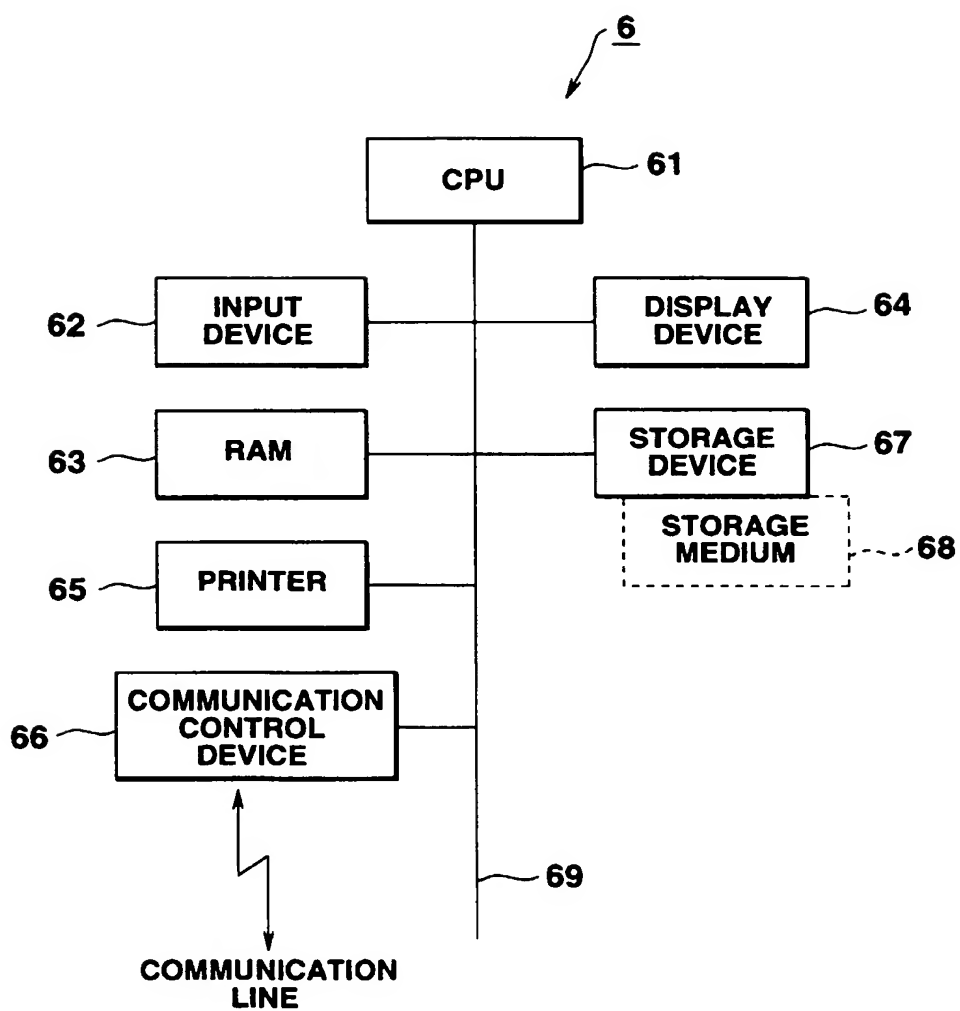 6
CPU
61
INPUT
DEVICE
62
DISPLAY
DEVICE
64
RAM
63
STORAGE
DEVICE
67
STORAGE
MEDIUM
68
PRINTER
65
COMMUNICATION
CONTROL
DEVICE
66
69
COMMUNICATION
LINE